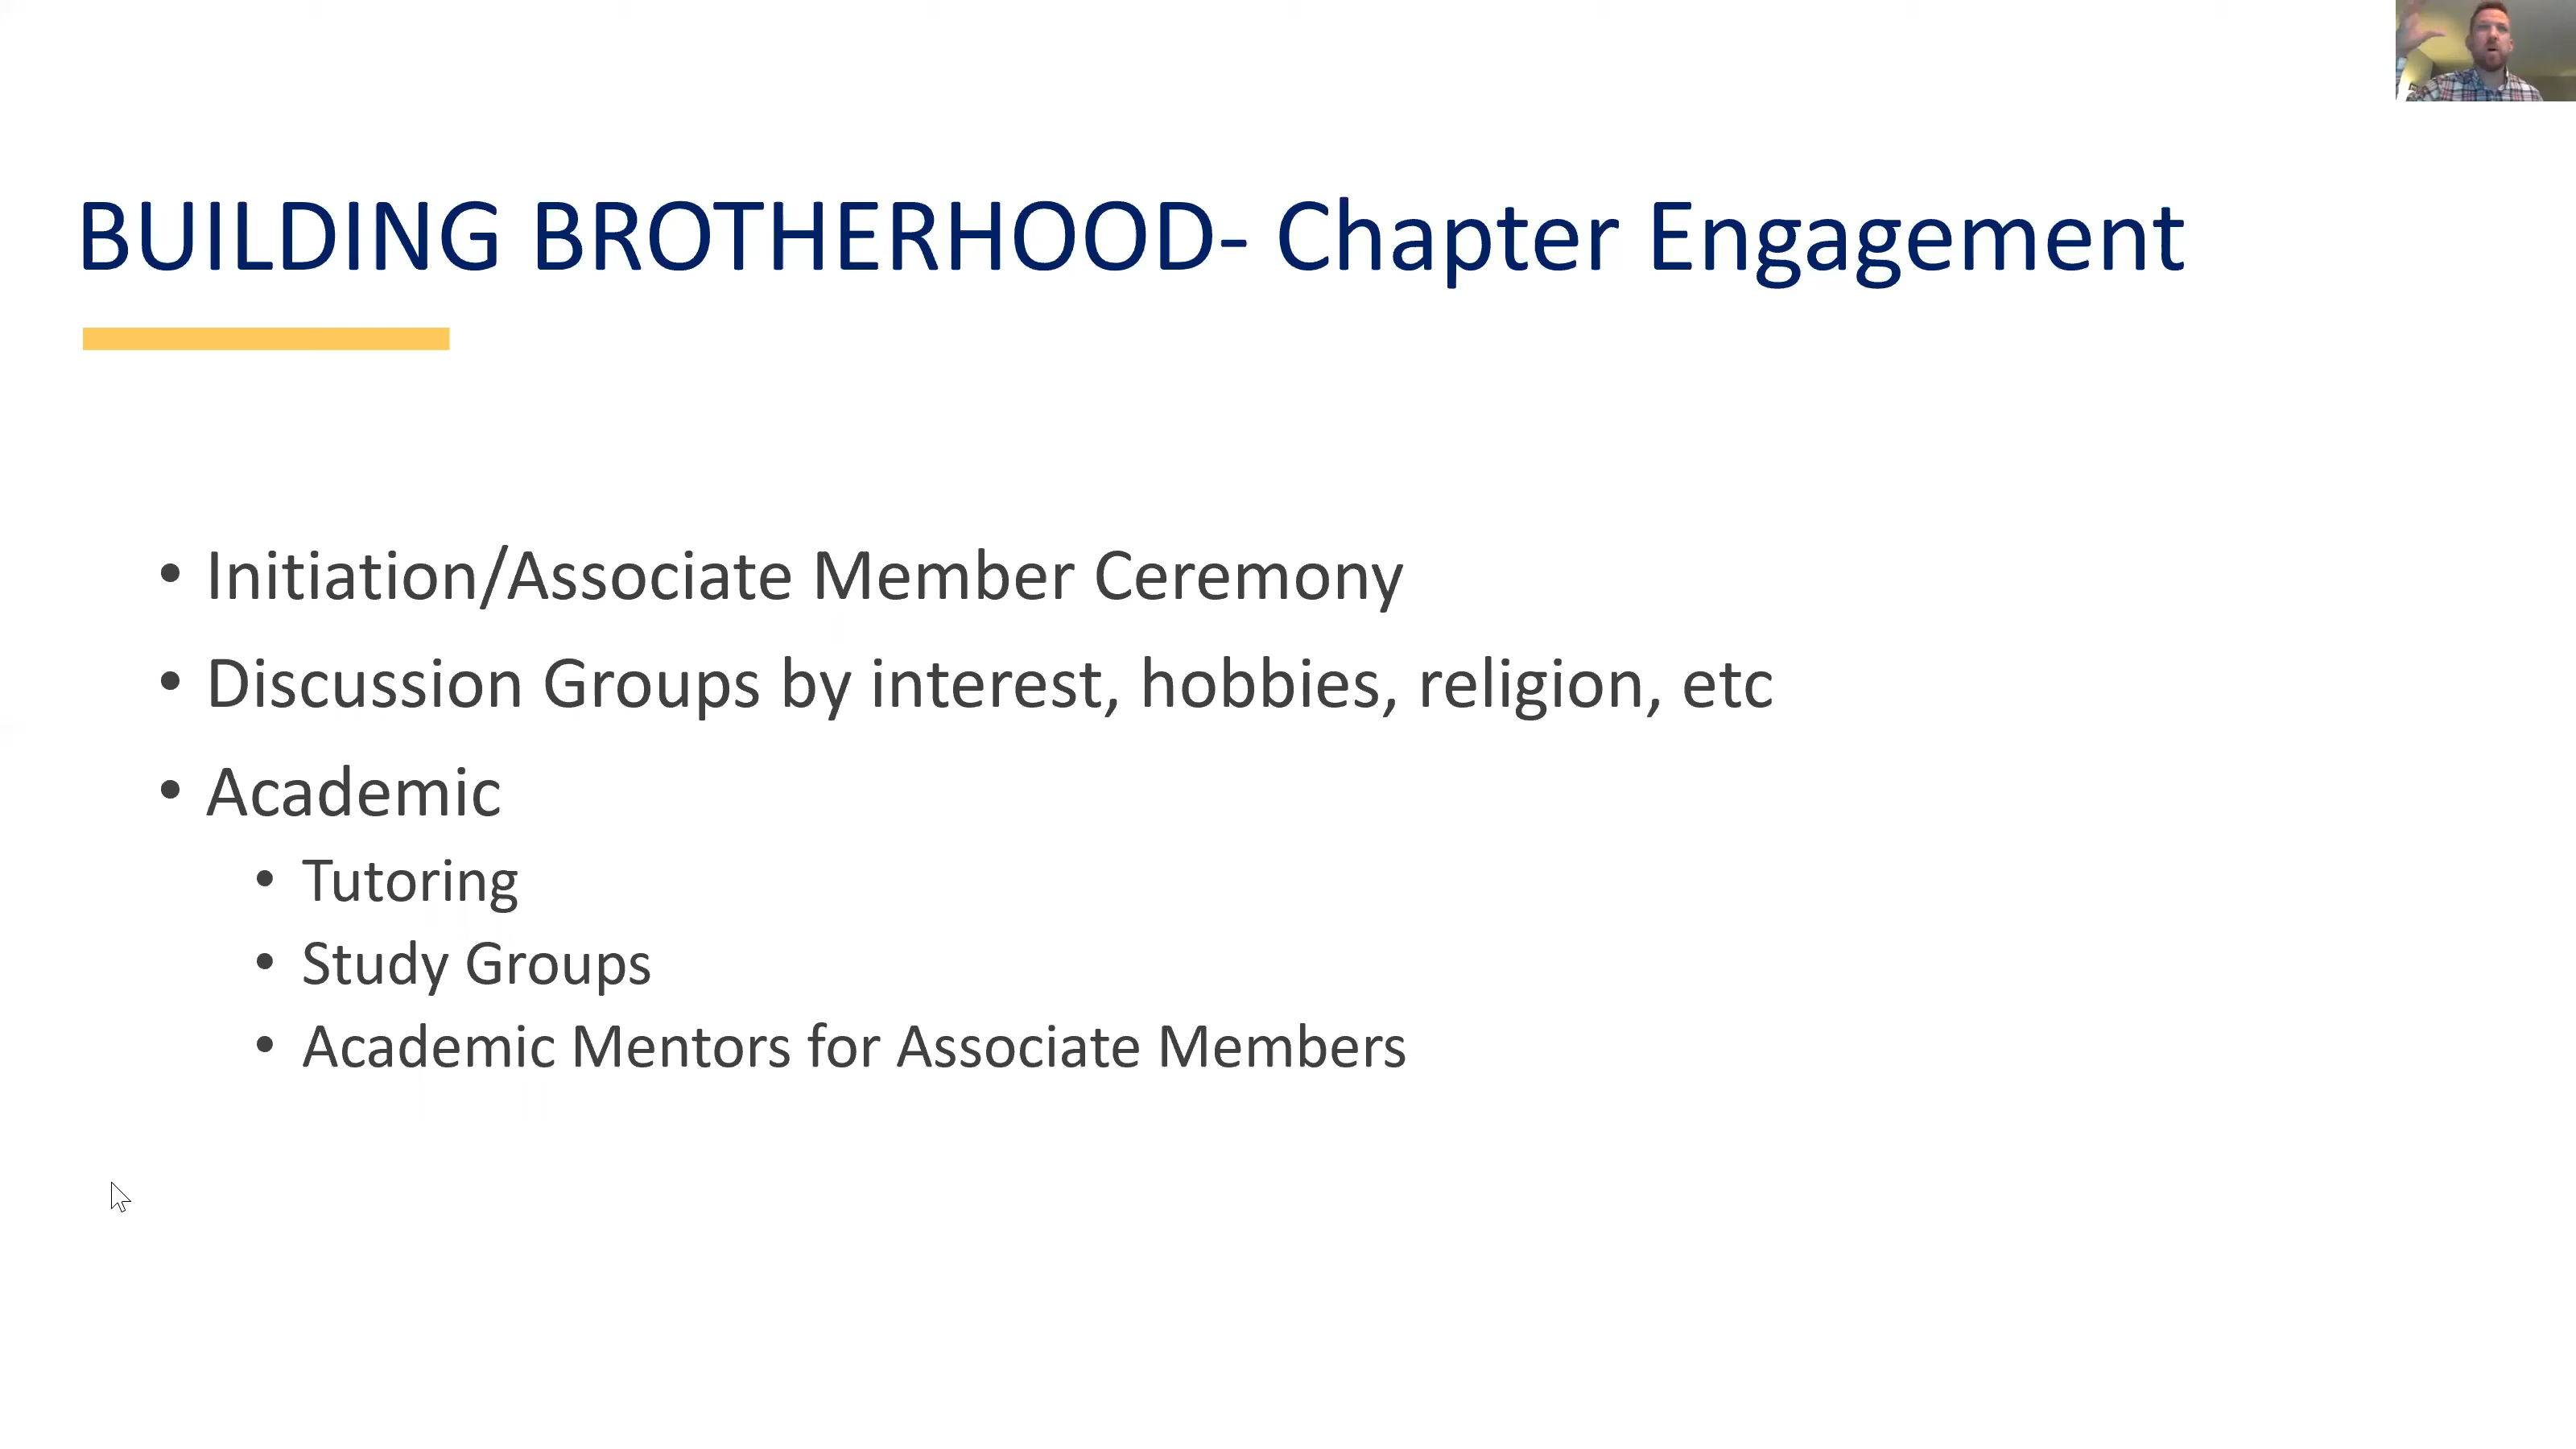 BUILDING BROTHERHOOD- Chapter Engagement
• Initiation/Associate Member Ceremony
• Discussion Groups by interest, hobbies, religion, etc
• Academic
• Tutoring
• Study Groups
• Academic Mentors for Associate Members